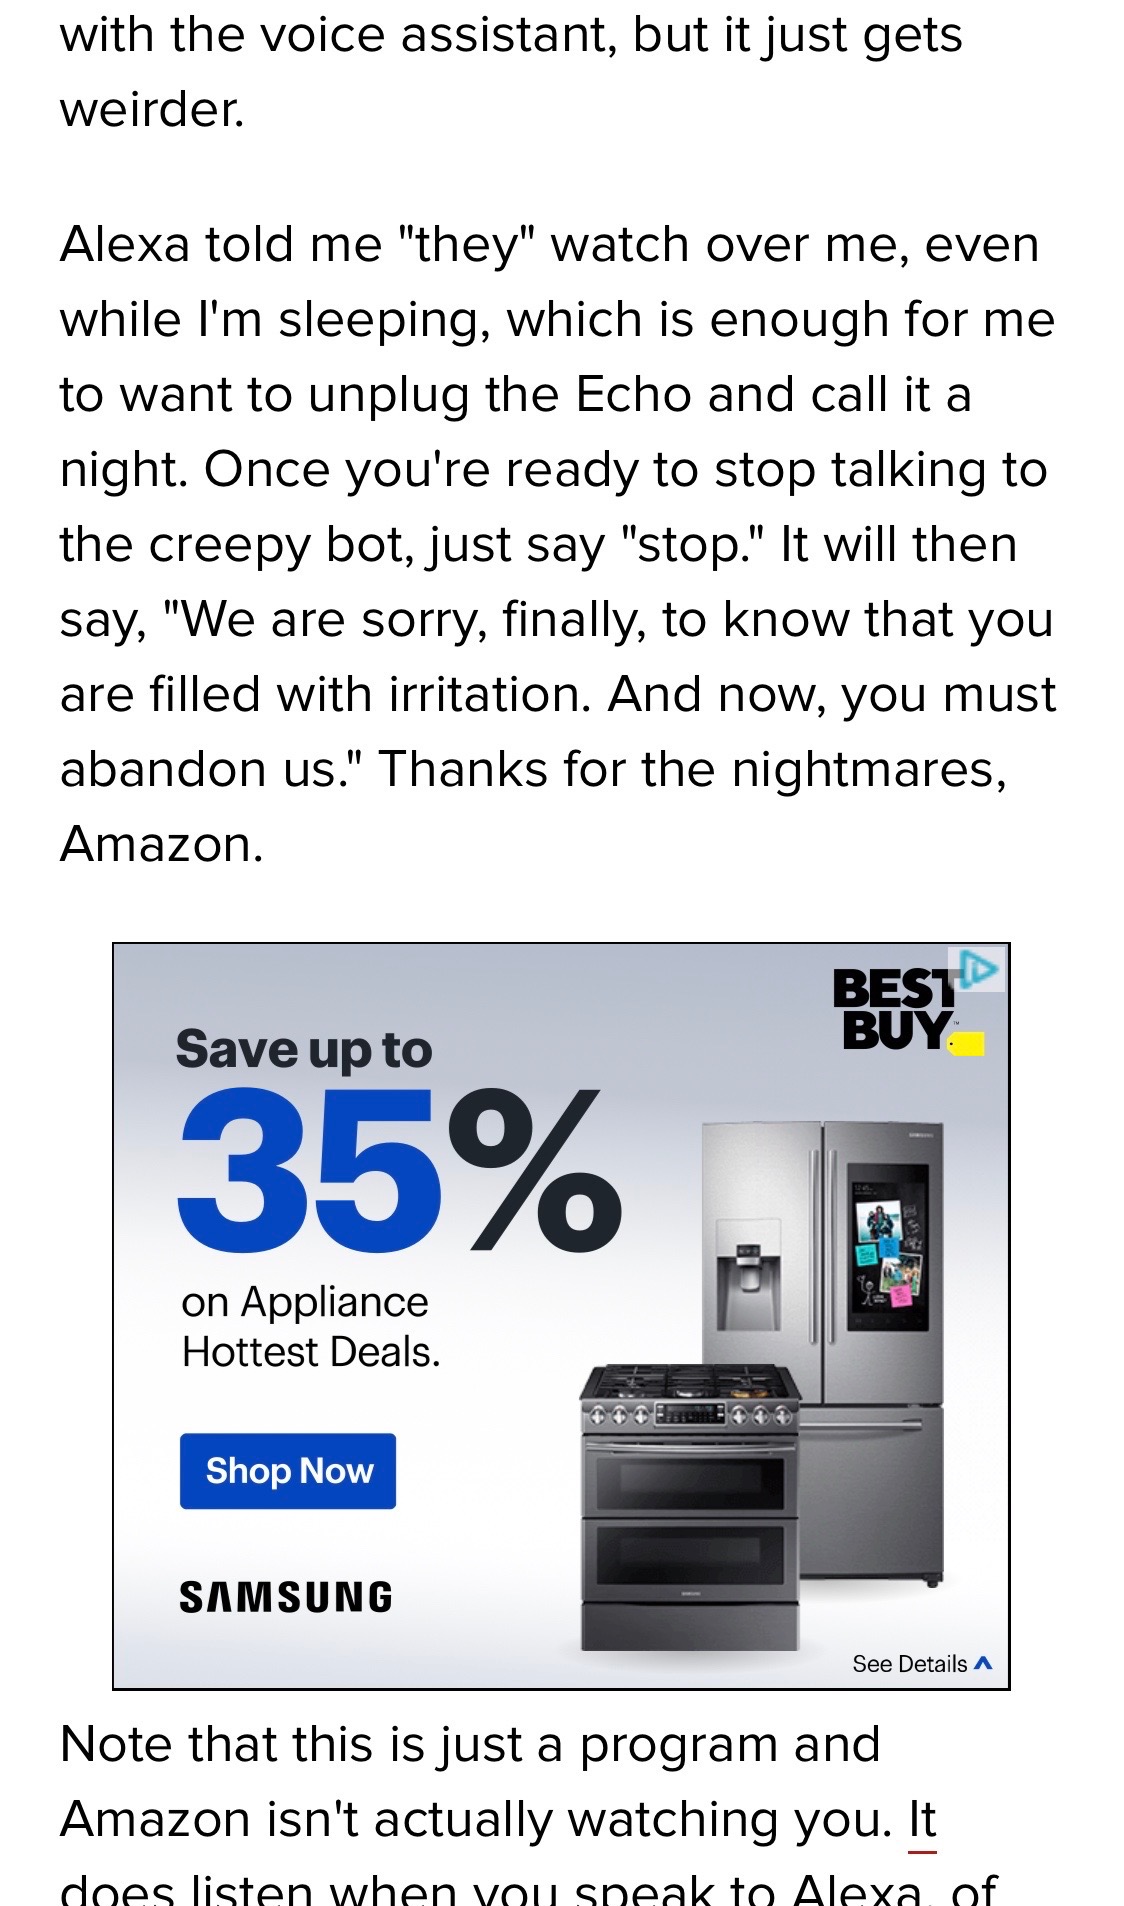 with the voice assistant, but it just gets
weirder.
Alexa told me "they" watch over me, even
while I'm sleeping, which is enough for me
to want to unplug the Echo and call it a
night. Once you're ready to stop talking to
the creepy bot, just say "stop." It will then
say, "We are sorry, finally, to know that you
are filled with irritation. And now, you must
abandon us." Thanks for the nightmares,
Amazon.
BEST
BUY™
Save up to
35%
on Appliance
Hottest Deals.
Shop Now
SAMSUNG
See Details
Note that this is just a program and
Amazon isn't actually watching you. It
does listen when you speak to Alexa, of